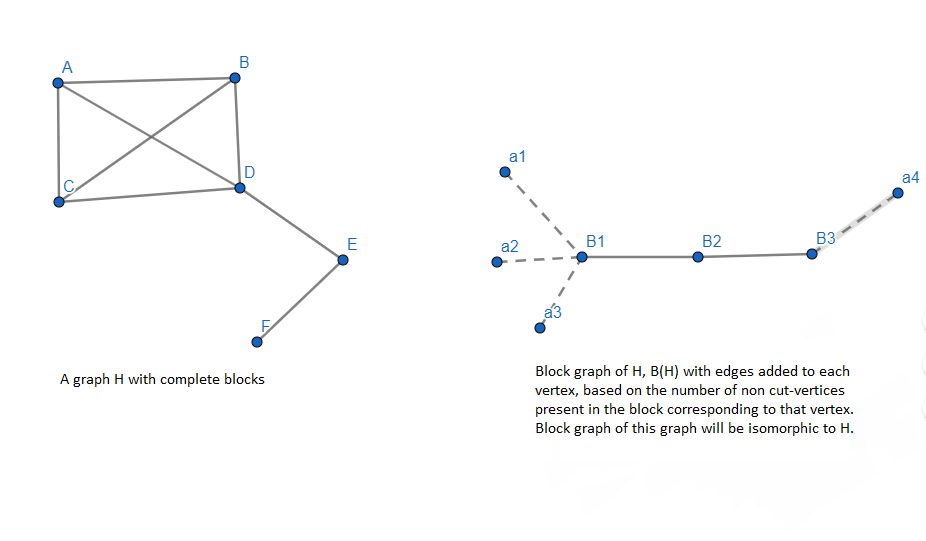 A
B
C
D
E
F
A graph H with complete blocks
a1
a2
a3
B1
B2
B3
a4
Block graph of H, B(H) with edges added to each
vertex, based on the number of non cut-vertices
present in the block corresponding to that vertex.
Block graph of this graph will be isomorphic to H.